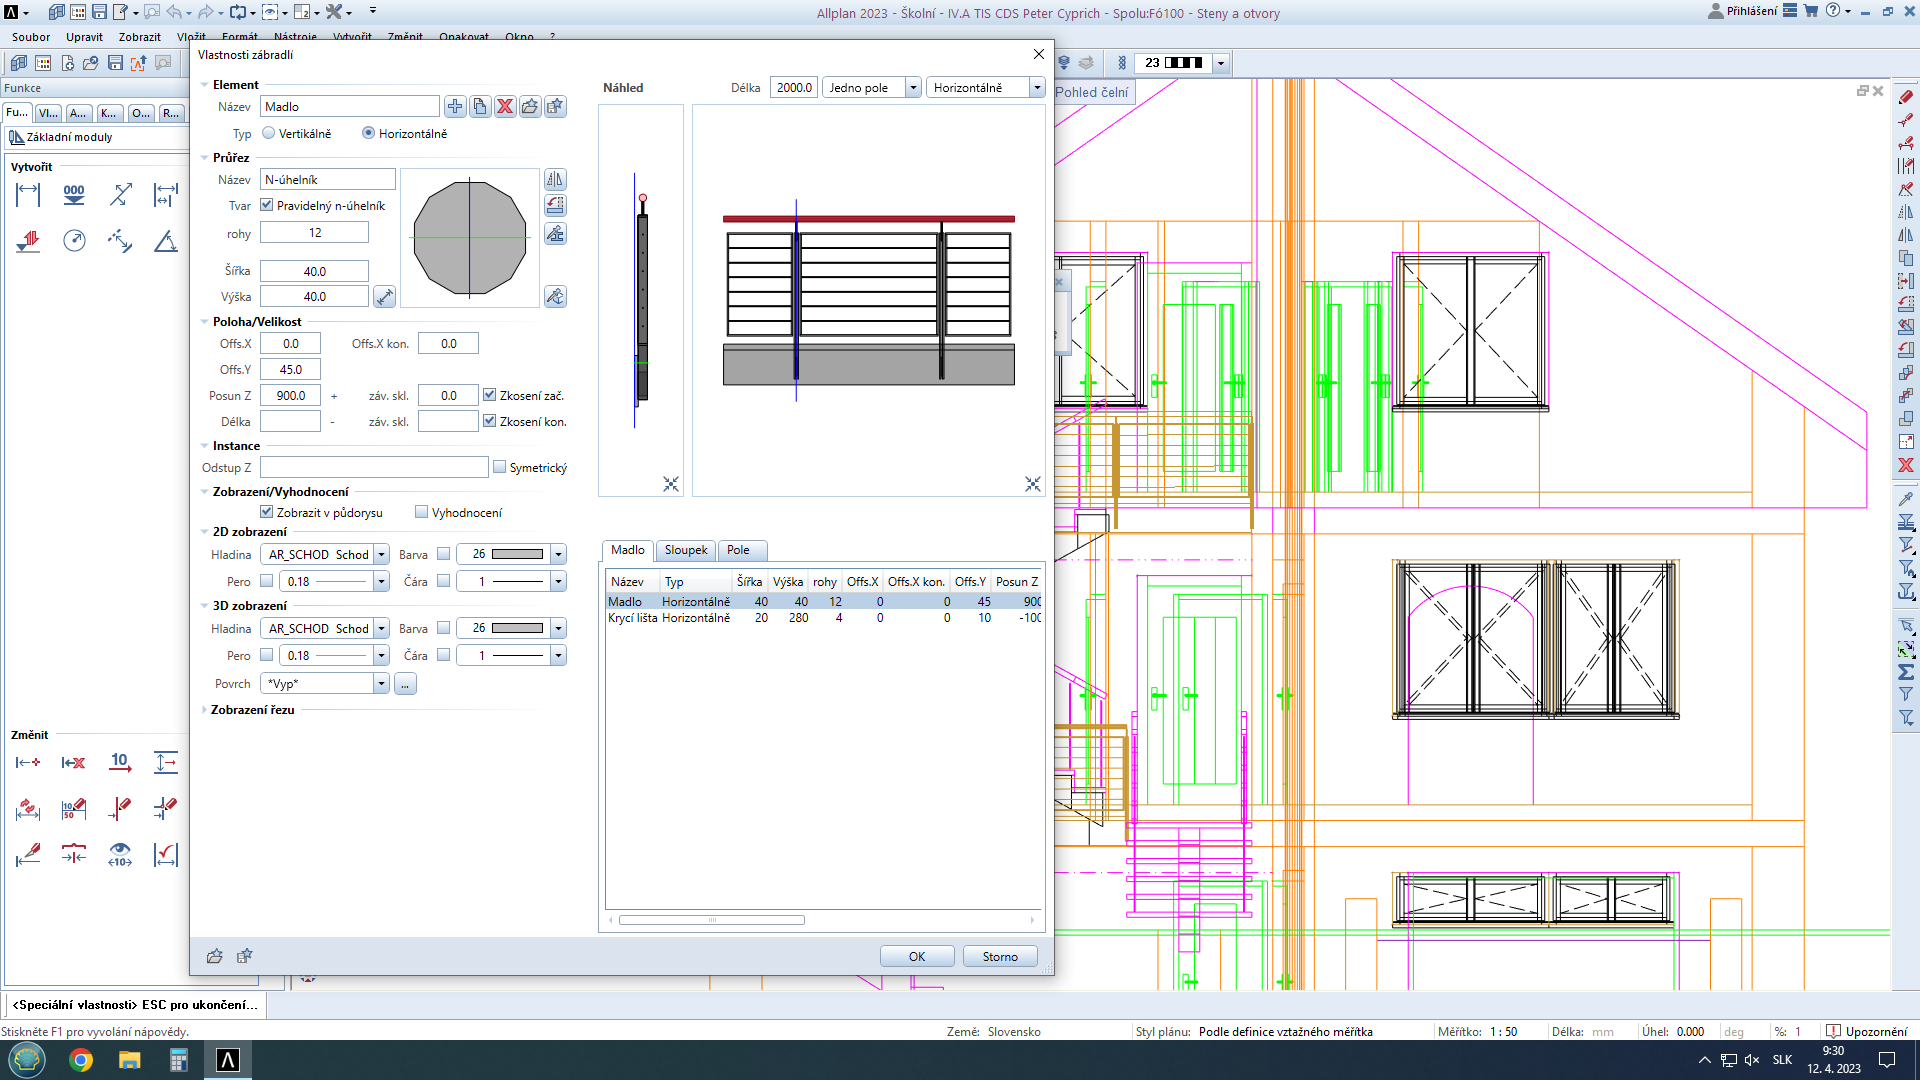 Allplan 2023 - Školní - IV.A TIS CDS Peter Cyprich - Spolu:Fó100 - Steny a otvory
Přihlášení
Soubor Upravit Zobrazit Vložit Formát Nástroje Vytvořit Změnit Opakovat Okno ?
23
Funkce
Fu... Vl... A... K... O... R...
Základní moduly
Vytvořit
000
Změnit
10
10
50
‹10›
Vlastnosti zábradlí
Element
Název Madlo
Typ Vertikálně Horizontálně
Průřez
Název N-úhelník
Tvar Pravidelný n-úhelník
rohy 12
Šířka 40.0
Výška 40.0
Poloha/Velikost
Offs.X 0.0 Offs.X kon. 0.0
Offs.Y 45.0
Posun Z 900.0 + záv. skl. 0.0 Zkosení zač.
Délka - záv. skl. Zkosení kon.
Instance
Odstup Z Symetrický
Zobrazení/Vyhodnocení
Zobrazit v půdorysu Vyhodnocení
2D zobrazení
Hladina AR_SCHOD Schod Barva 26
Pero 0.18 Čára 1
3D zobrazení
Hladina AR_SCHOD Schod Barva 26
Pero 0.18 Čára 1
Povrch *Vyp* ...
Zobrazení řezu
Náhled Délka 2000.0 Jedno pole Horizontálně
Madlo Sloupek Pole
Název Typ Šířka Výška rohy Offs.X Offs.X kon. Offs.Y Posun Z
Madlo Horizontálně 40 40 12 0 0 45 900
Krycí lišta Horizontálně 20 280 4 0 0 10 -100
OK Storno
Pohled čelní
<Speciální vlastnosti> ESC pro ukončení...
Stiskněte F1 pro vyvolání nápovědy.
Země: Slovensko Styl plánu: Podle definice vztažného měřítka Měřítko: 1 : 50 Délka: mm Úhel: 0.000 deg %: 1 Upozornění
SLK
9:30
12. 4. 2023